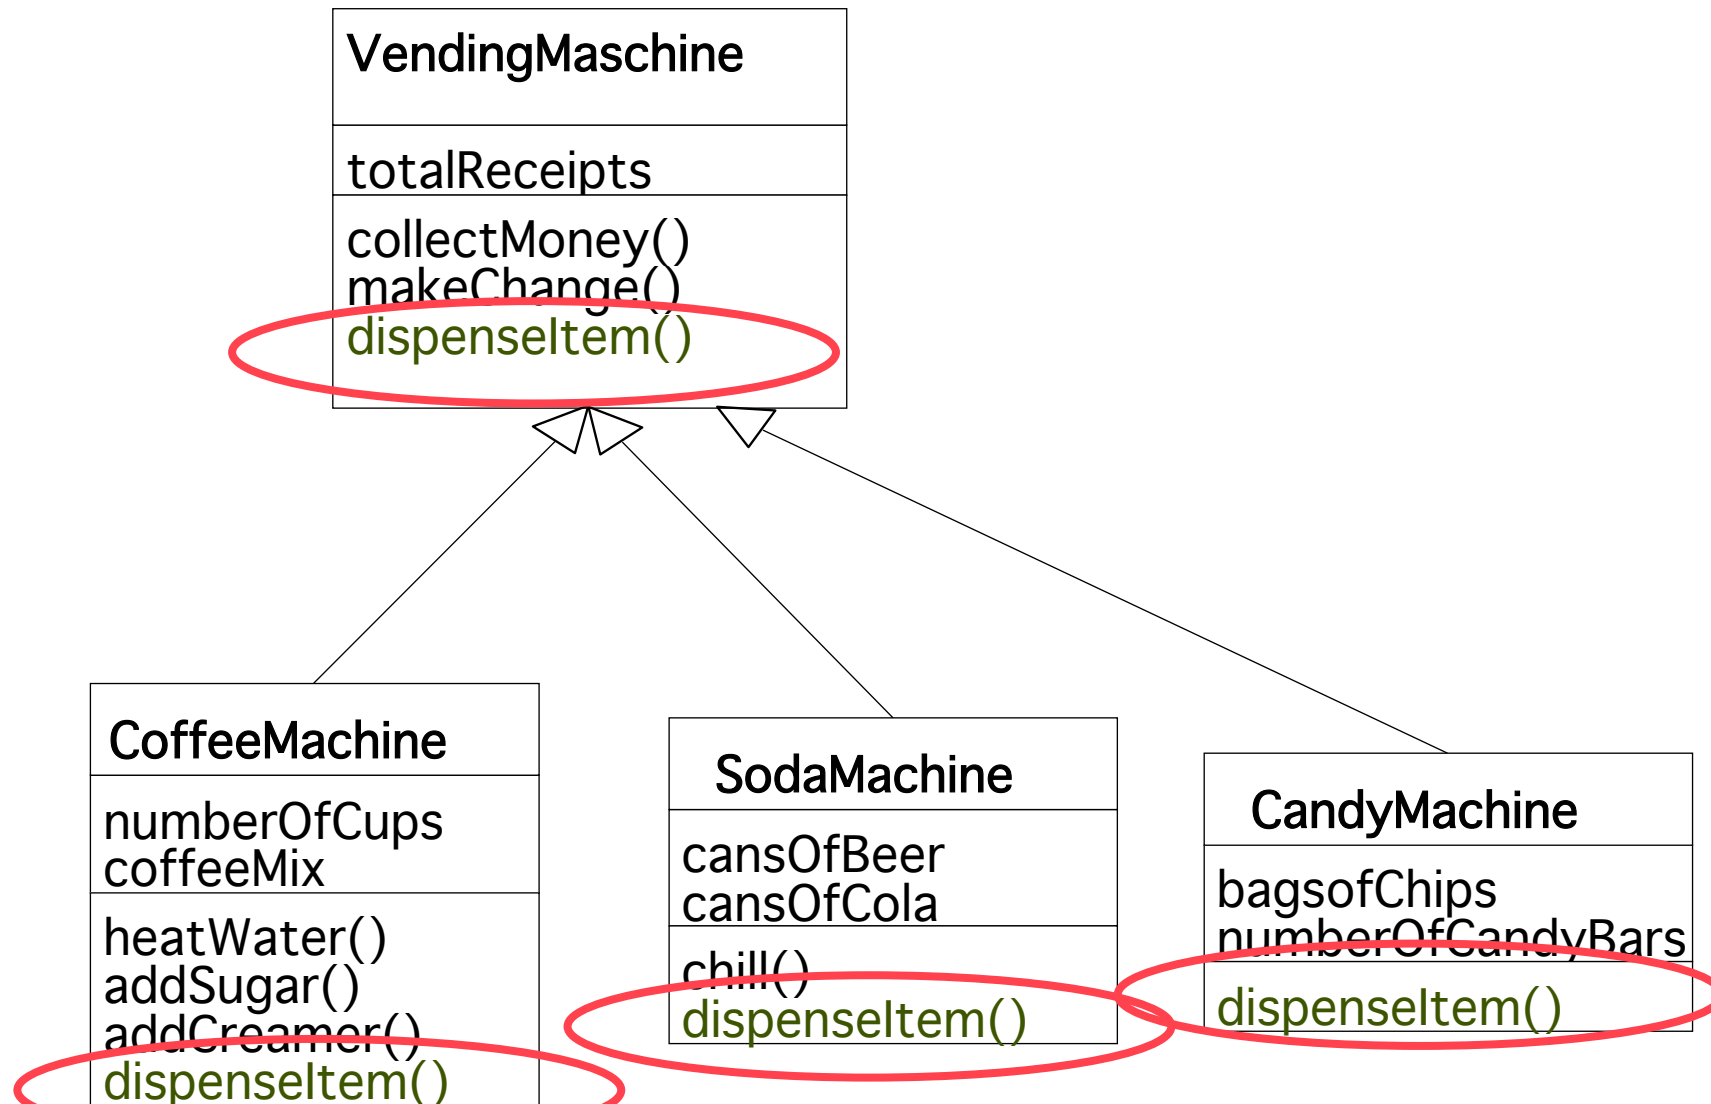 VendingMaschine
totalReceipts
collectMoney()
makeChange()
dispenseItem()
CoffeeMachine
numberOfCups
coffeeMix
heatWater()
addSugar()
addCreamer()
dispenseItem()
SodaMachine
cansOfBeer
cansOfCola
chill()
dispenseItem()
CandyMachine
bagsofChips
numberOfCandyBars
dispenseItem()